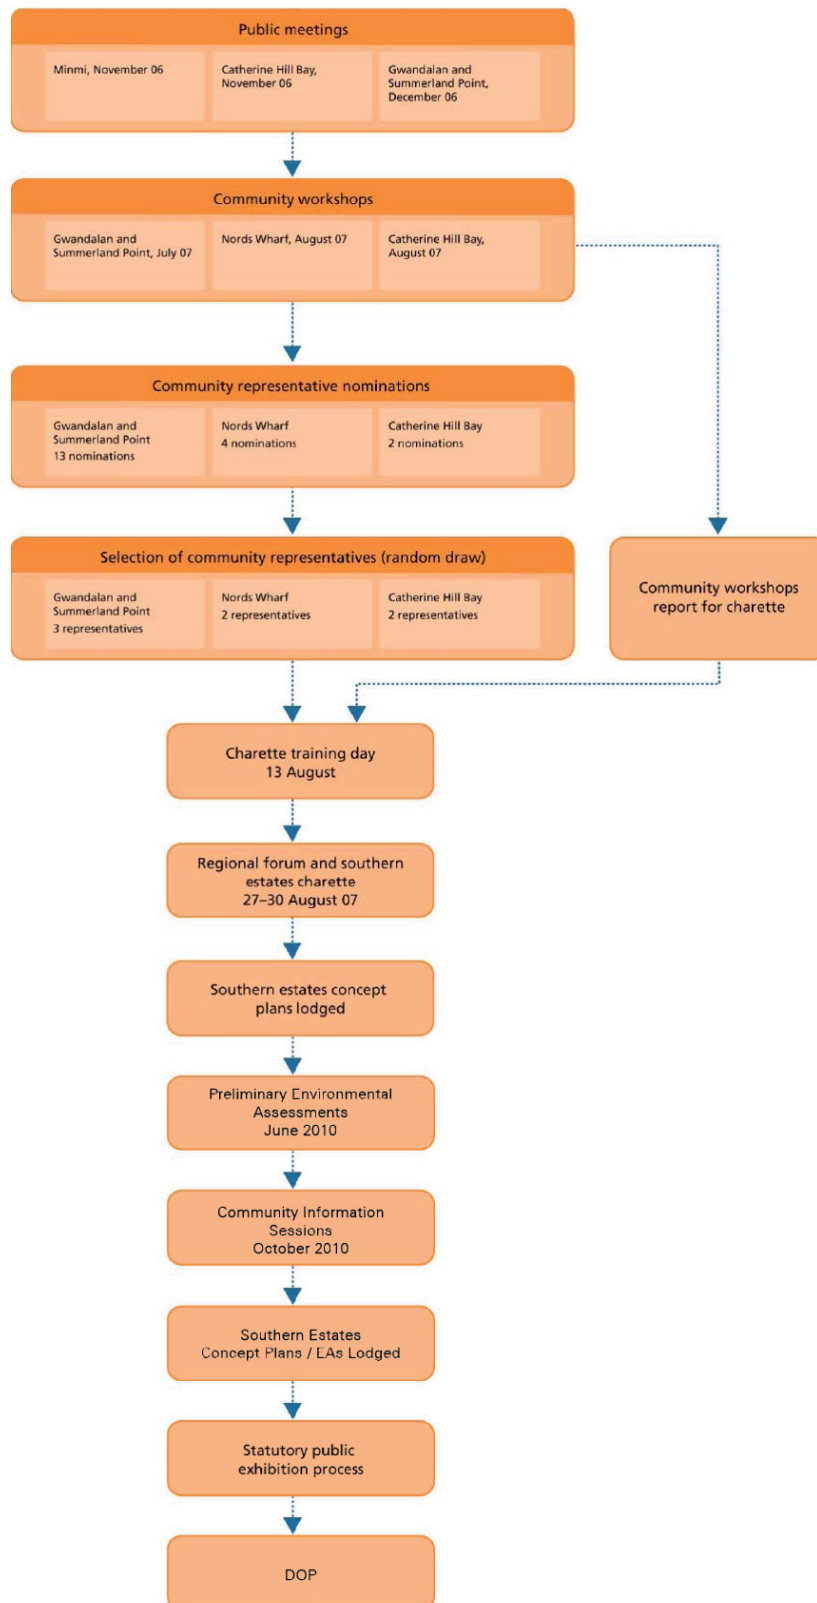 Public meetings
Minmi, November 06
Catherine Hill Bay,
November 06
Gwandalan and
Summerland Point,
December 06
Community workshops
Gwandalan and
Summerland Point, July 07
Nords Wharf, August 07
Catherine Hill Bay,
August 07
Community representative nominations
Gwandalan and
Summerland Point
13 nominations
Nords Wharf
4 nominations
Catherine Hill Bay
2 nominations
Selection of community representatives (random draw)
Gwandalan and
Summerland Point
3 representatives
Nords Wharf
2 representatives
Catherine Hill Bay
2 representatives
Community workshops
report for charette
Charette training day
13 August
Regional forum and southern
estates charette
27–30 August 07
Southern estates concept
plans lodged
Preliminary Environmental
Assessments
June 2010
Community Information
Sessions
October 2010
Southern Estates
Concept Plans / EAs Lodged
Statutory public
exhibition process
DOP